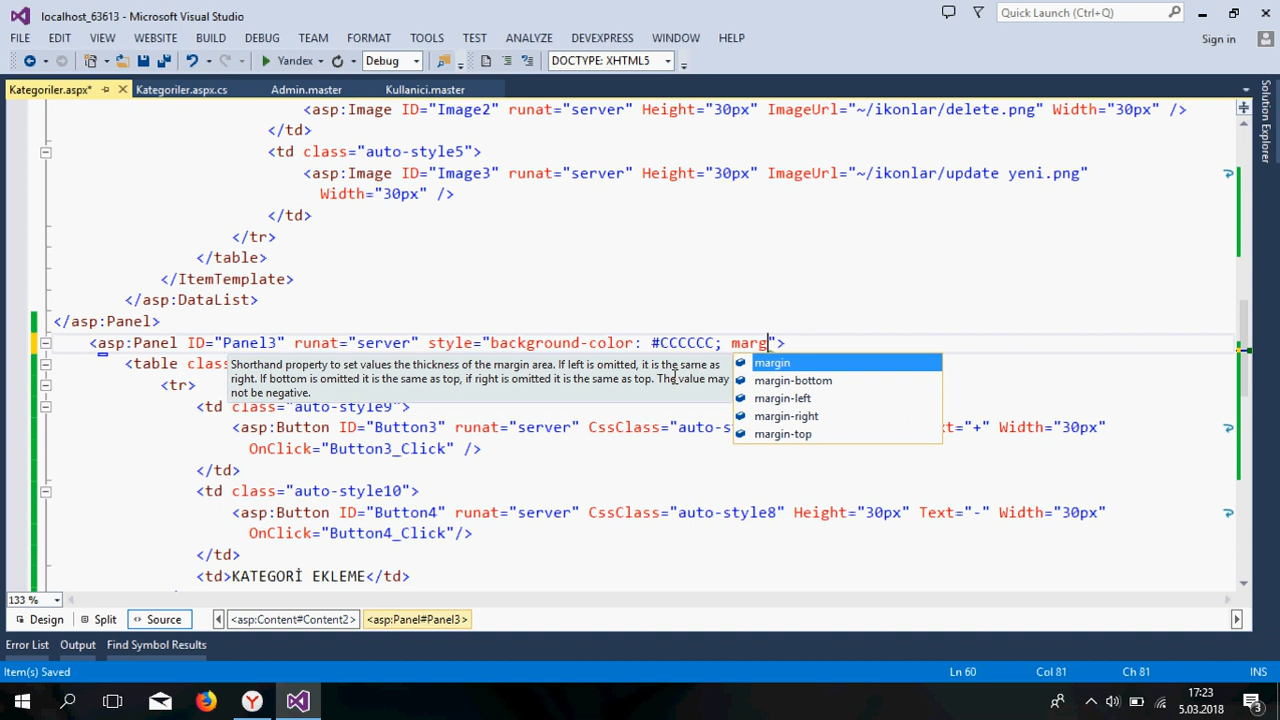 localhost_63613 - Microsoft Visual Studio
Quick Launch (Ctrl+Q)
FILE EDIT VIEW WEBSITE BUILD DEBUG TEAM FORMAT TOOLS TEST ANALYZE DEVEXPRESS WINDOW HELP
Sign in
Yandex Debug DOCTYPE: XHTML5
Kategoriler.aspx* Kategoriler.aspx.cs Admin.master Kullanici.master
Solution Explorer
<asp:Image ID="Image2" runat="server" Height="30px" ImageUrl="~/ikonlar/delete.png" Width="30px" />
</td>
<td class="auto-style5">
<asp:Image ID="Image3" runat="server" Height="30px" ImageUrl="~/ikonlar/update yeni.png"
Width="30px" />
</td>
</tr>
</table>
</ItemTemplate>
</asp:DataList>
</asp:Panel>
<asp:Panel ID="Panel3" runat="server" style="background-color: #CCCCCC; marg">
<table clas
Shorthand property to set values the thickness of the margin area. If left is omitted, it is the same as
right. If bottom is omitted it is the same as top, if right is omitted it is the same as top. The value may
not be negative.
margin
margin-bottom
margin-left
margin-right
margin-top
<tr>
<td class="auto-style9">
<asp:Button ID="Button3" runat="server" CssClass="auto-s xt="+" Width="30px"
OnClick="Button3_Click" />
</td>
<td class="auto-style10">
<asp:Button ID="Button4" runat="server" CssClass="auto-style8" Height="30px" Text="-" Width="30px"
OnClick="Button4_Click"/>
</td>
<td>KATEGORİ EKLEME</td>
133 %
Design Split Source <asp:Content#Content2> <asp:Panel#Panel3>
Error List Output Find Symbol Results
Item(s) Saved Ln 60 Col 81 Ch 81 INS
17:23
5.03.2018
3